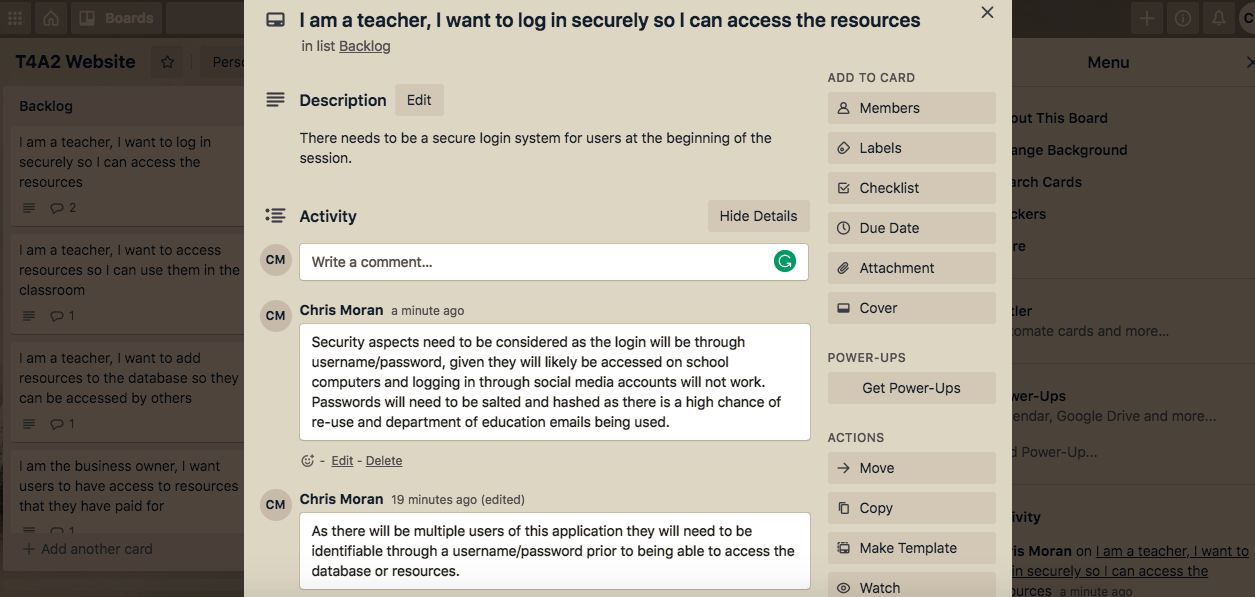 Boards
T4A2 Website
Perso
Backlog
I am a teacher, I want to log in
securely so I can access the
resources
2
I am a teacher, I want to access
resources so I can use them in the
classroom
1
I am a teacher, I want to add
resources to the database so they
can be accessed by others
1
I am the business owner, I want
users to have access to resources
that they have paid for
1
+ Add another card
I am a teacher, I want to log in securely so I can access the resources
in list Backlog
Description
Edit
There needs to be a secure login system for users at the beginning of the
session.
Activity
Hide Details
CM
Write a comment...
CM
Chris Moran a minute ago
Security aspects need to be considered as the login will be through
username/password, given they will likely be accessed on school
computers and logging in through social media accounts will not work.
Passwords will need to be salted and hashed as there is a high chance of
re-use and department of education emails being used.
- Edit - Delete
CM
Chris Moran 19 minutes ago (edited)
As there will be multiple users of this application they will need to be
identifiable through a username/password prior to being able to access the
database or resources.
ADD TO CARD
Members
Labels
Checklist
Due Date
Attachment
Cover
POWER-UPS
Get Power-Ups
ACTIONS
Move
Copy
Make Template
Watch
C
Menu
out This Board
ange Background
arch Cards
ckers
re
tler
tomate cards and more...
wer-Ups
endar, Google Drive and more...
d Power-Up...
ivity
is Moran on I am a teacher, I want to
in securely so I can access the
ources a minute ago